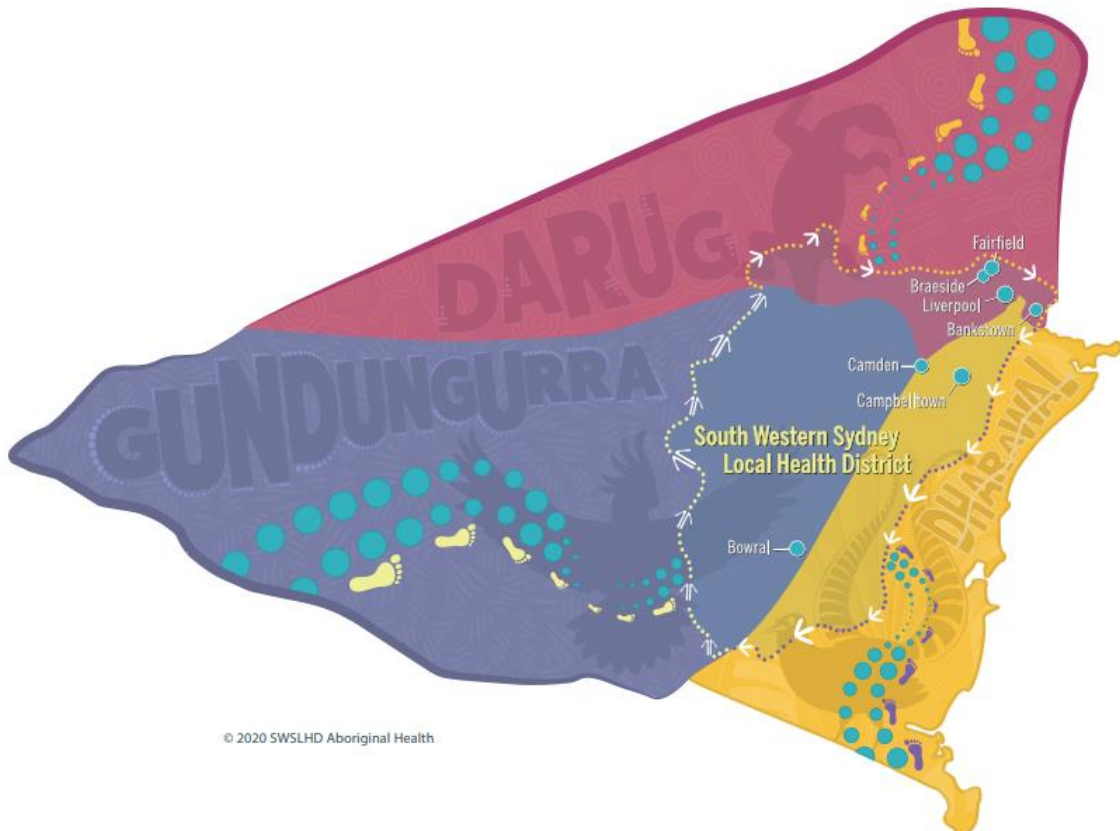 DARUG
GUNDUNGURRA
Fairfield
Braeside
Liverpool
Bankstown
Camden
Campbelltown
South Western Sydney
Local Health District
DHARAWAL
Bowral
© 2020 SWSLHD Aboriginal Health